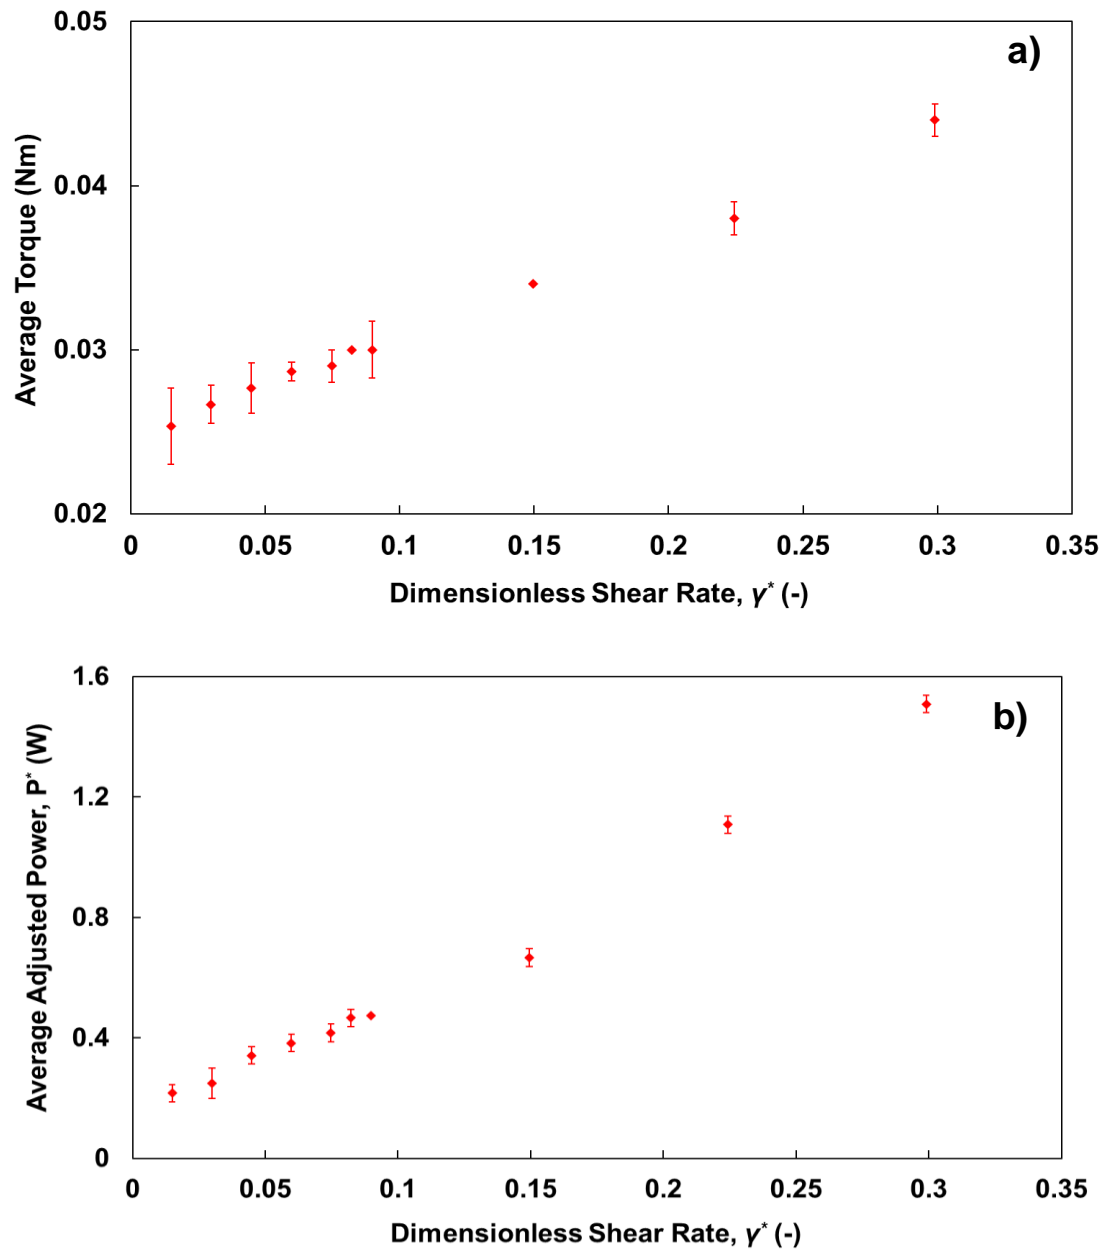 a)
Average Torque (Nm)
0.05
0.04
0.03
0.02
0 0.05 0.1 0.15 0.2 0.25 0.3 0.35
Dimensionless Shear Rate, γ* (-)
b)
Average Adjusted Power, P* (W)
1.6
1.2
0.8
0.4
0
0 0.05 0.1 0.15 0.2 0.25 0.3 0.35
Dimensionless Shear Rate, γ* (-)